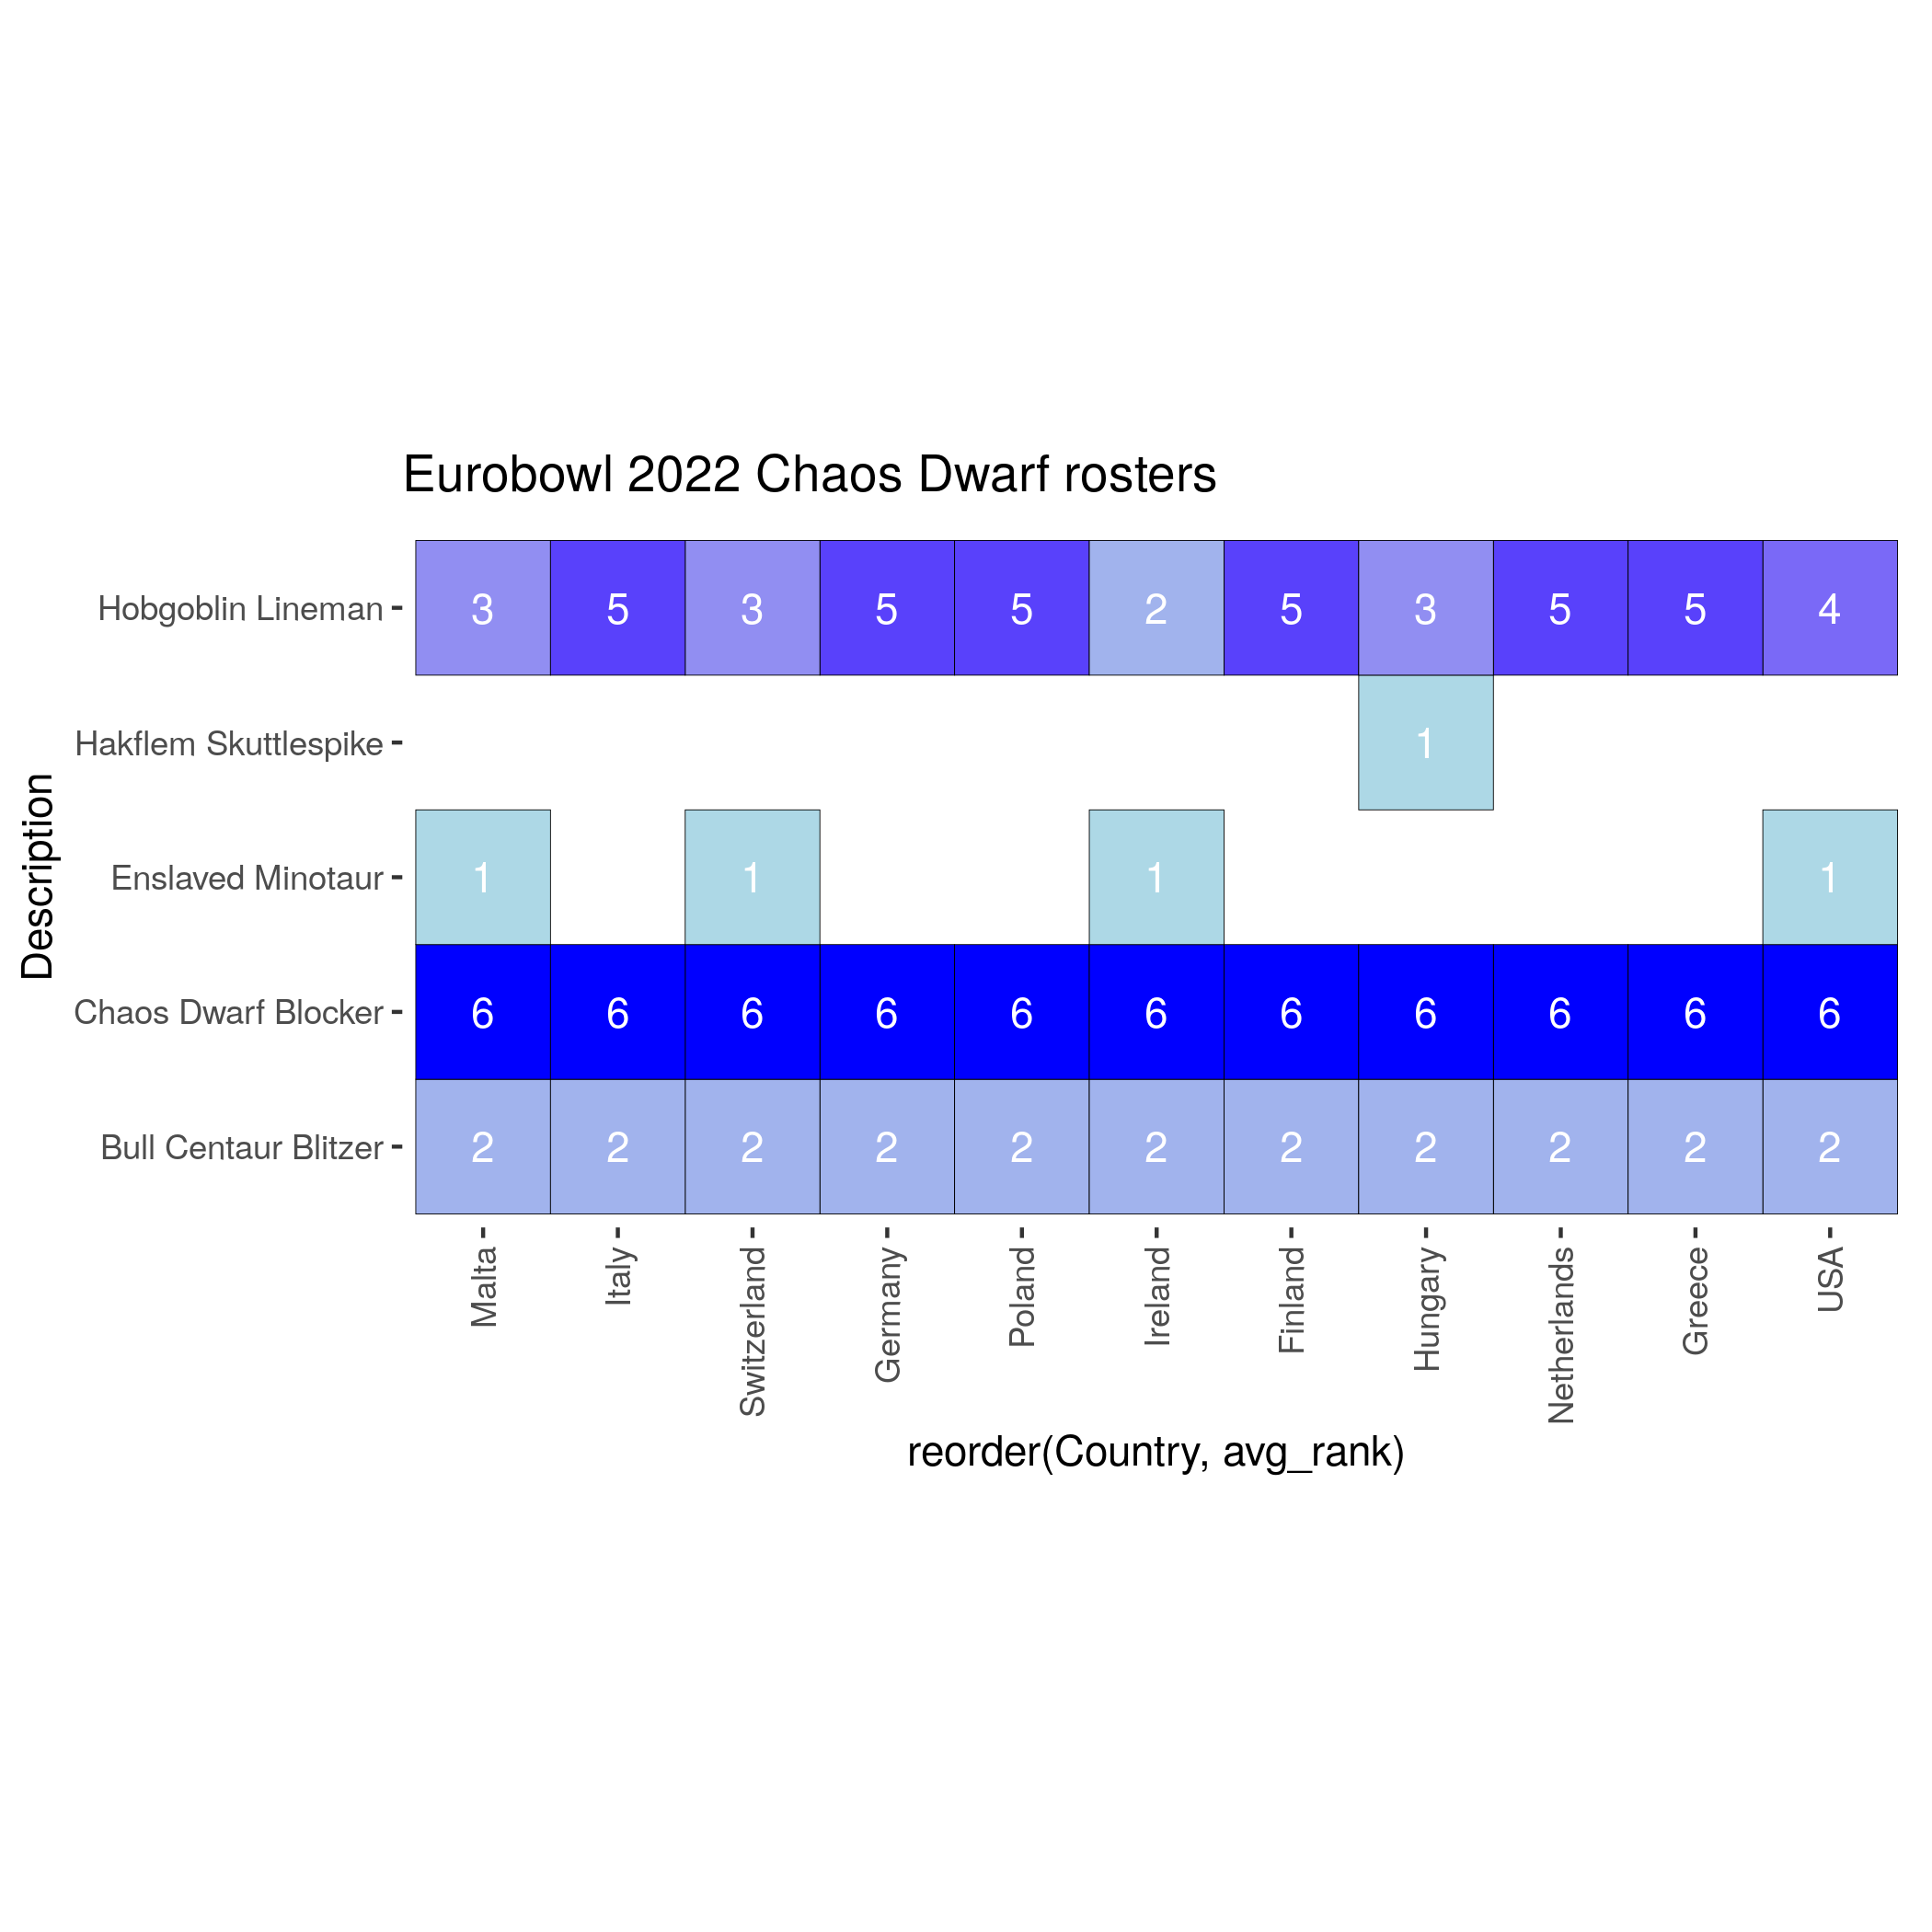 Eurobowl 2022 Chaos Dwarf rosters
Description
Hobgoblin Lineman 3 5 3 5 5 2 5 3 5 5 4
Hakflem Skuttlespike 1
Enslaved Minotaur 1 1 1 1
Chaos Dwarf Blocker 6 6 6 6 6 6 6 6 6 6 6
Bull Centaur Blitzer 2 2 2 2 2 2 2 2 2 2 2
Malta Italy Switzerland Germany Poland Ireland Finland Hungary Netherlands Greece USA
reorder(Country, avg_rank)